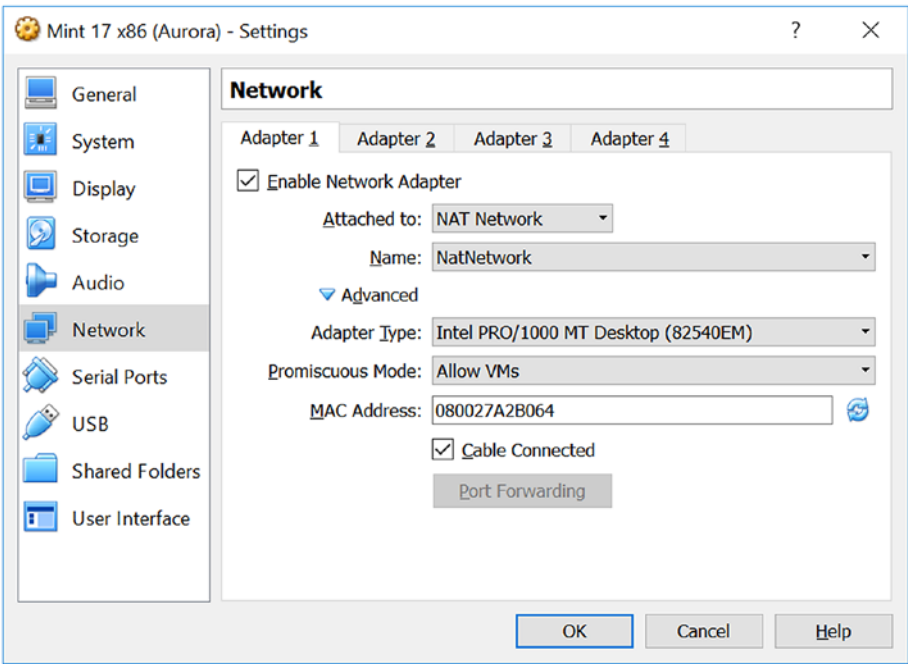 Mint 17 x86 (Aurora) - Settings
?
General
System
Display
Storage
Audio
Network
Serial Ports
USB
Shared Folders
User Interface
Network
Adapter 1 Adapter 2 Adapter 3 Adapter 4
Enable Network Adapter
Attached to: NAT Network
Name: NatNetwork
Advanced
Adapter Type: Intel PRO/1000 MT Desktop (82540EM)
Promiscuous Mode: Allow VMs
MAC Address: 080027A2B064
Cable Connected
Port Forwarding
OK Cancel Help